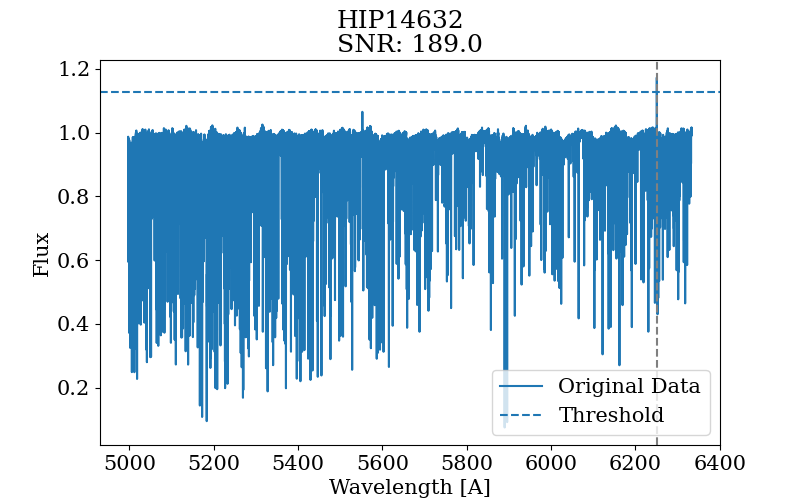 HIP14632
SNR: 189.0
1.2
1.0
0.8
0.6
0.4
0.2
Flux
Original Data
Threshold
5000 5200 5400 5600 5800 6000 6200 6400
Wavelength [A]